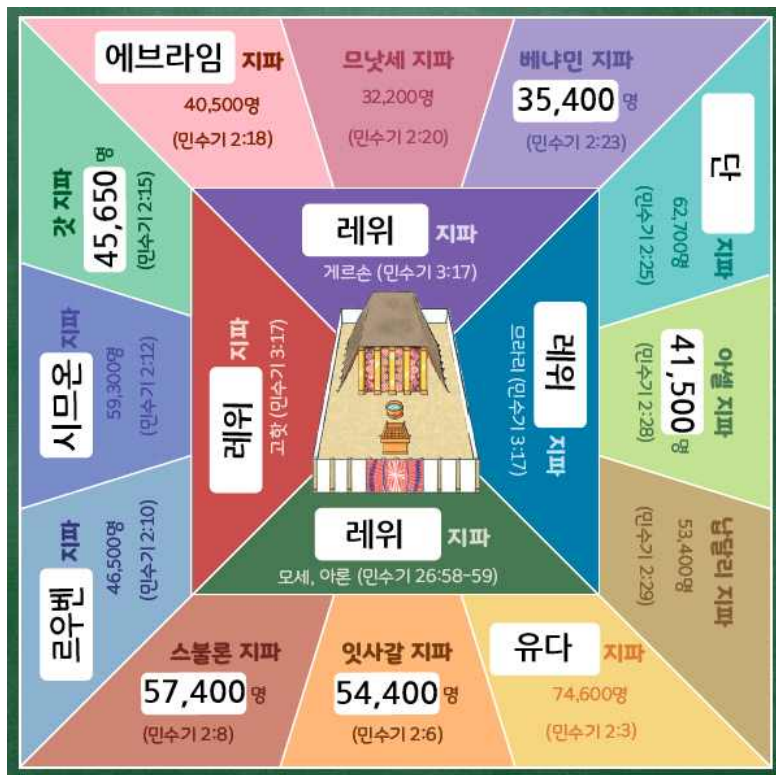 에브라임 지파
40,500명
(민수기 2:18)
므낫세 지파
32,200명
(민수기 2:20)
베냐민 지파
35,400 명
(민수기 2:23)
단 지파
62,700명
(민수기 2:25)
아셀 지파
41,500 명
(민수기 2:28)
납달리 지파
53,400명
(민수기 2:29)
유다 지파
74,600명
(민수기 2:3)
잇사갈 지파
54,400 명
(민수기 2:6)
스불론 지파
57,400 명
(민수기 2:8)
르우벤 지파
46,500명
(민수기 2:10)
시므온 지파
59,300명
(민수기 2:12)
갓 지파
45,650 명
(민수기 2:15)
레위 지파
게르손 (민수기 3:17)
레위 지파
므라리 (민수기 3:17)
레위 지파
모세, 아론 (민수기 26:58-59)
레위 지파
고핫 (민수기 3:17)